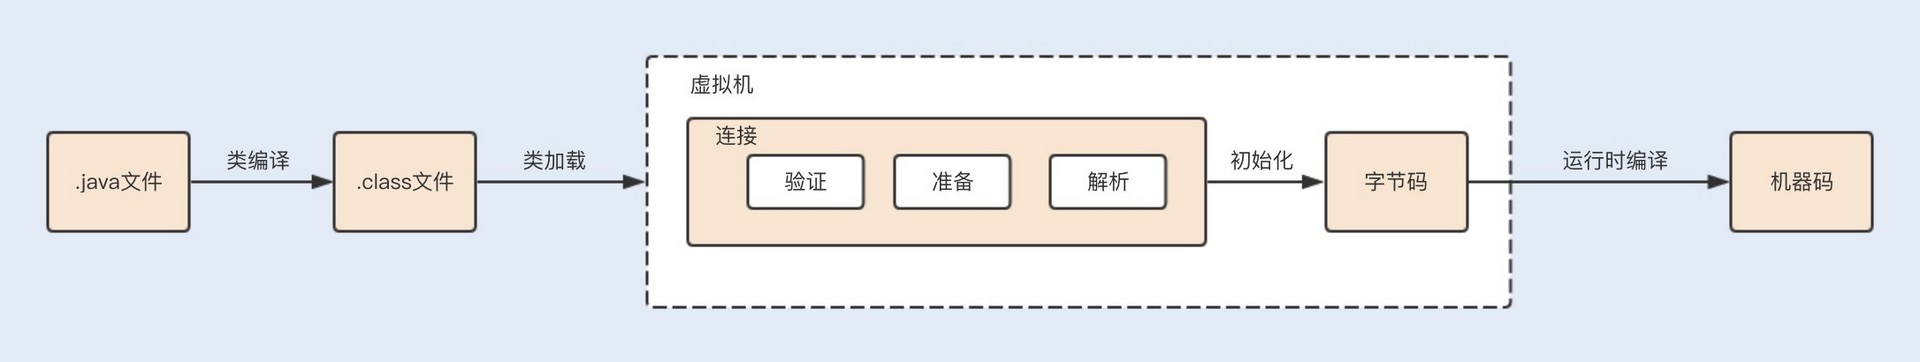 .java文件
类编译
.class文件
类加载
虚拟机
连接
验证
准备
解析
初始化
字节码
运行时编译
机器码